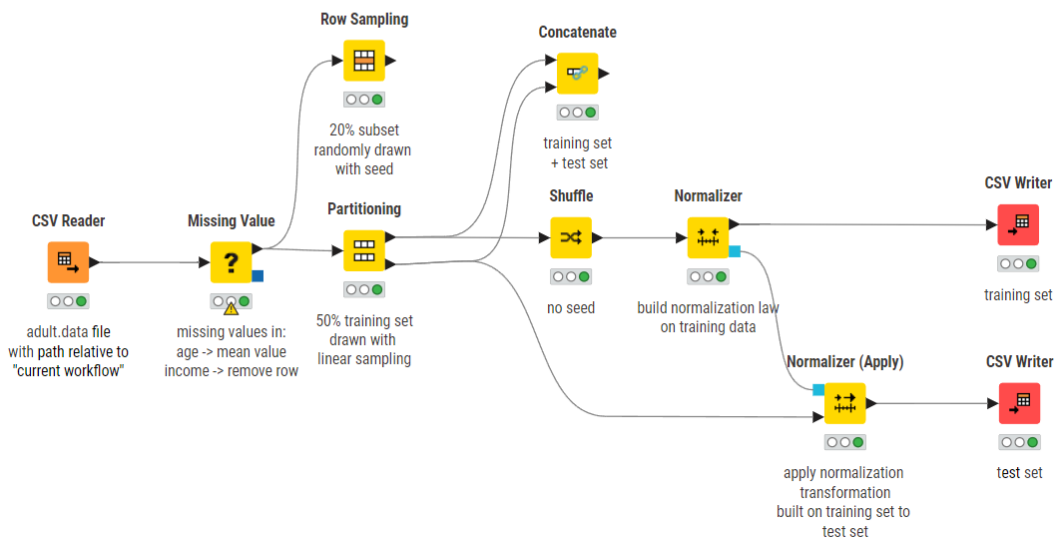 Row Sampling
20% subset
randomly drawn
with seed
Concatenate
training set
+ test set
CSV Reader
adult.data file
with path relative to
"current workflow"
Missing Value
?
missing values in:
age -> mean value
income -> remove row
Partitioning
50% training set
drawn with
linear sampling
Shuffle
no seed
Normalizer
build normalization law
on training data
CSV Writer
training set
Normalizer (Apply)
apply normalization
transformation
built on training set to
test set
CSV Writer
test set